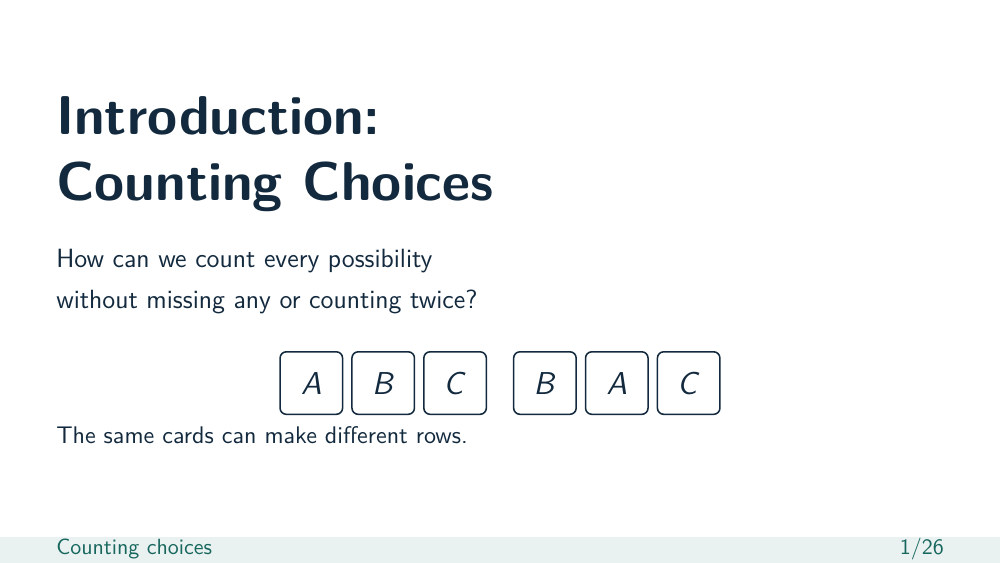 Introduction:
Counting Choices
How can we count every possibility
without missing any or counting twice?
A B C B A C
The same cards can make different rows.
Counting choices 1/26